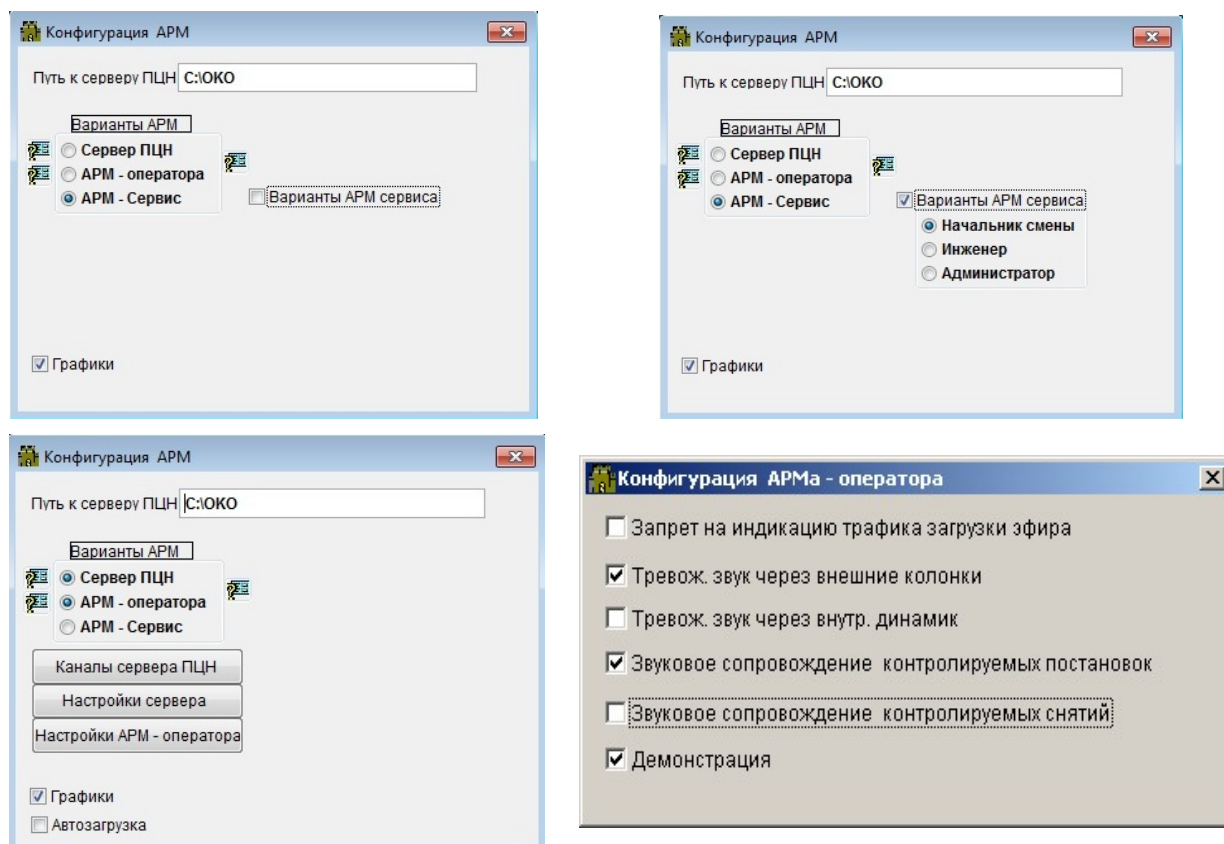 Конфигурация АРМ
Путь к серверу ПЦН C:\ОКО
Варианты АРМ
Сервер ПЦН
АРМ - оператора
АРМ - Сервис
Варианты АРМ сервиса
Графики
Конфигурация АРМ
Путь к серверу ПЦН C:\ОКО
Варианты АРМ
Сервер ПЦН
АРМ - оператора
АРМ - Сервис
Варианты АРМ сервиса
Начальник смены
Инженер
Администратор
Графики
Конфигурация АРМ
Путь к серверу ПЦН C:\ОКО
Варианты АРМ
Сервер ПЦН
АРМ - оператора
АРМ - Сервис
Каналы сервера ПЦН
Настройки сервера
Настройки АРМ - оператора
Графики
Автозагрузка
Конфигурация АРМа - оператора
Запрет на индикацию трафика загрузки эфира
Тревож. звук через внешние колонки
Тревож. звук через внутр. динамик
Звуковое сопровождение контролируемых постановок
Звуковое сопровождение контролируемых снятий
Демонстрация